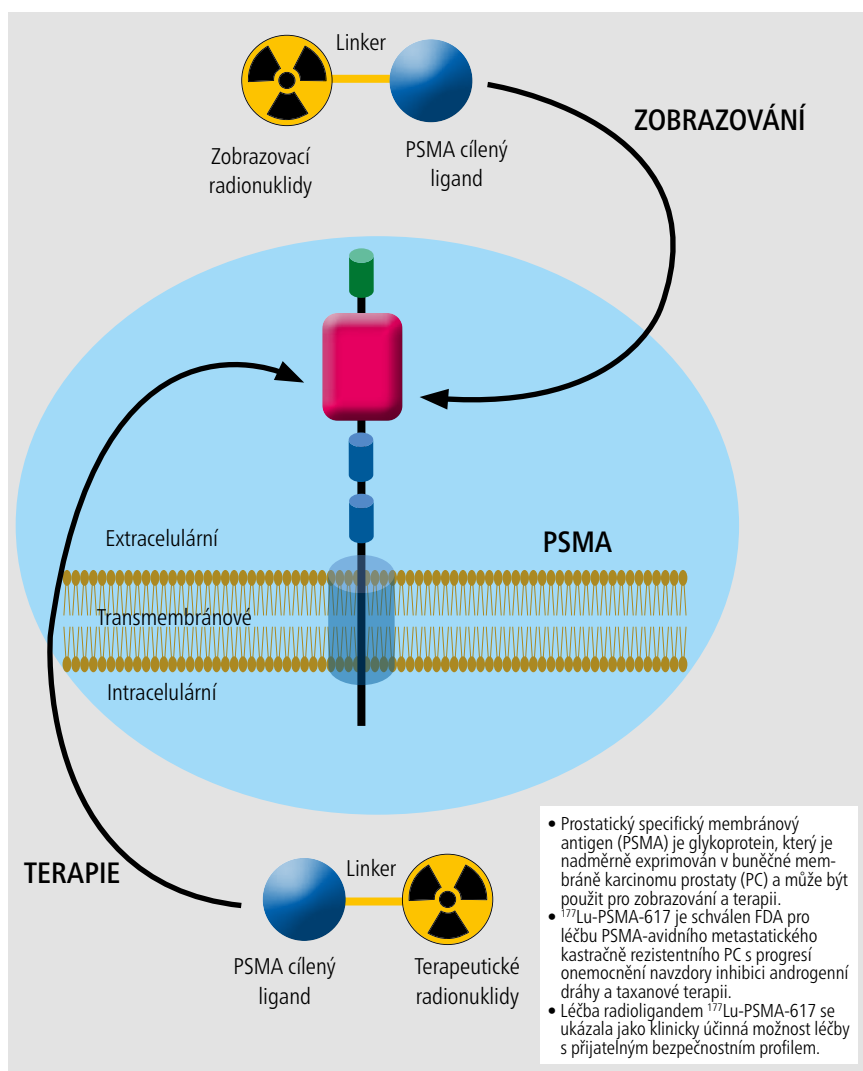 Linker
ZOBRAZOVÁNÍ
Zobrazovací
radionuklidy
PSMA cílený
ligand
Extracelulární
PSMA
Transmembránové
Intracelulární
TERAPIE
Linker
PSMA cílený
ligand
Terapeutické
radionuklidy
• Prostatický specifický membránový
antigen (PSMA) je glykoprotein, který je
nadměrně exprimován v buněčné mem-
bráně karcinomu prostaty (PC) a může být
použit pro zobrazování a terapii.
• ¹⁷⁷Lu-PSMA-617 je schválen FDA pro
léčbu PSMA-avidního metastatického
kastračně rezistentního PC s progresí
onemocnění navzdory inhibici androgenní
dráhy a taxanové terapii.
• Léčba radioligandem ¹⁷⁷Lu-PSMA-617 se
ukázala jako klinicky účinná možnost léčby
s přijatelným bezpečnostním profilem.